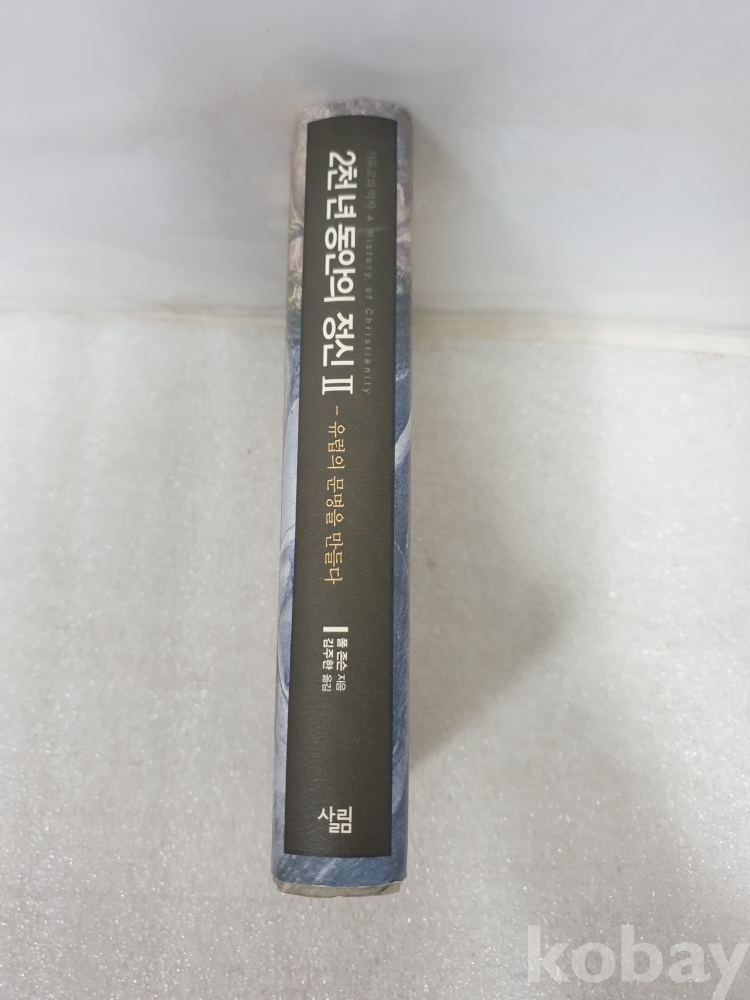 기독교의 역사 A History of Christianity
2천 년 동안의 정신 II
- 유럽의 문명을 만들다
폴 존슨 지음
김주한 옮김
살림
kobay